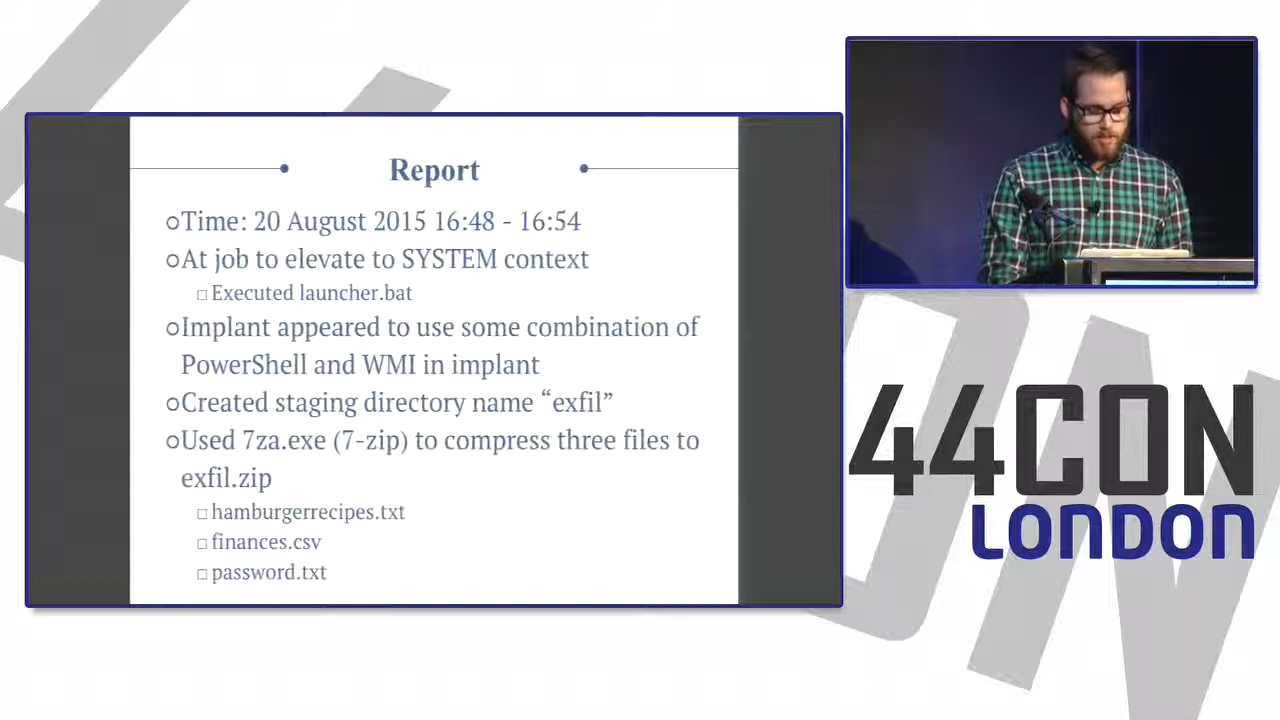 Report
Time: 20 August 2015 16:48 - 16:54
At job to elevate to SYSTEM context
Executed launcher.bat
Implant appeared to use some combination of
PowerShell and WMI in implant
Created staging directory name “exfil”
Used 7za.exe (7-zip) to compress three files to
exfil.zip
hamburgerrecipes.txt
finances.csv
password.txt
44CON
LONDON